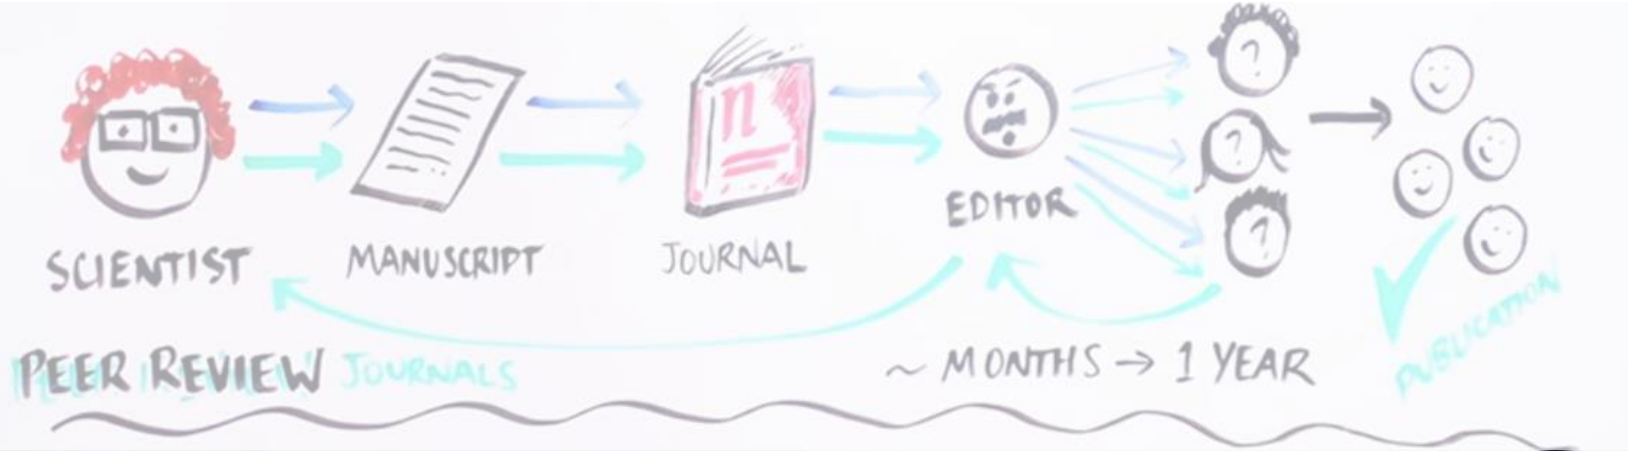 n
?
?
?
SCIENTIST
MANUSCRIPT
JOURNAL
EDITOR
PEER REVIEW JOURNALS
~ MONTHS → 1 YEAR
PUBLICATION